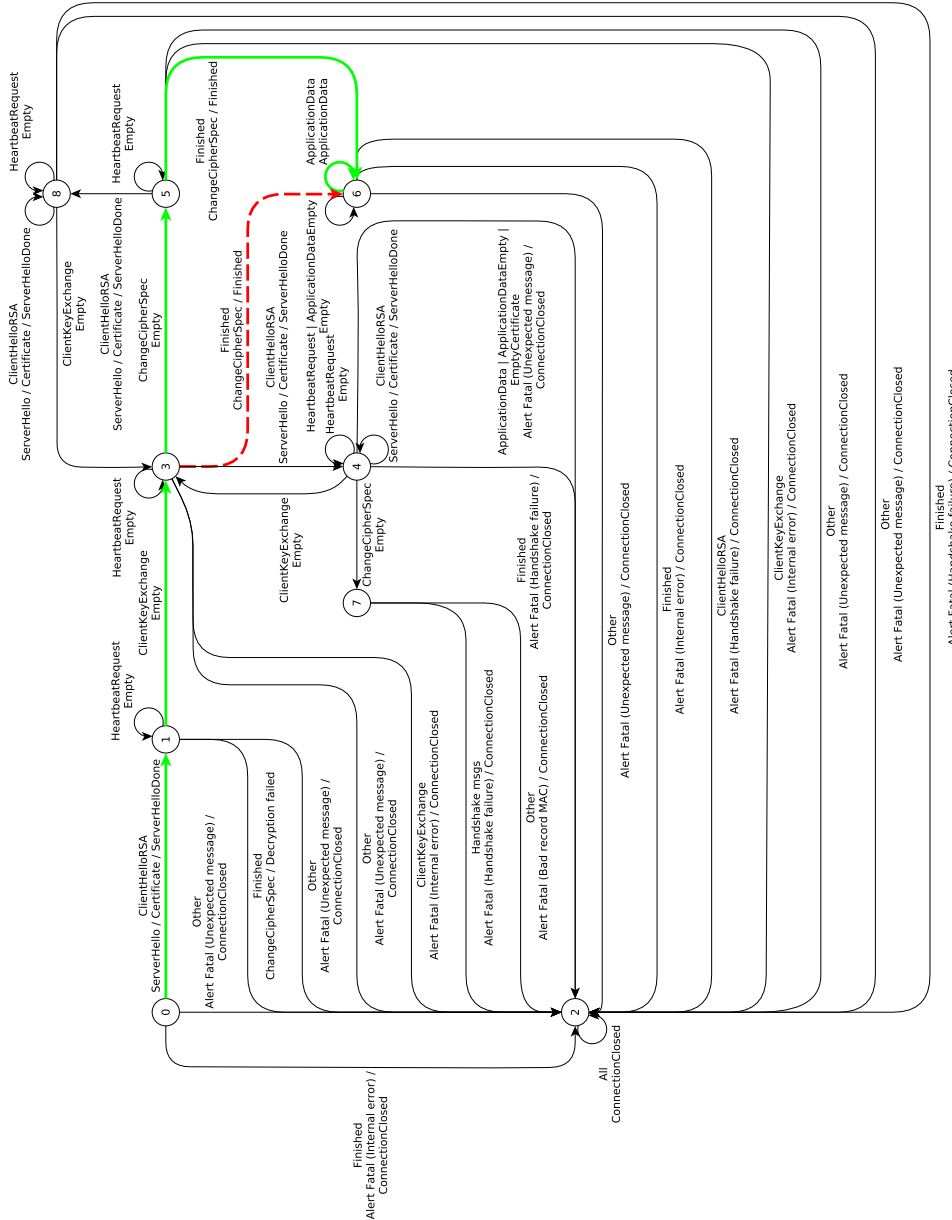 ClientHelloRSA
ServerHello / Certificate / ServerHelloDone
HeartbeatRequest
Empty
8
ClientKeyExchange
Empty
ClientHelloRSA
ServerHello / Certificate / ServerHelloDone
HeartbeatRequest
Empty
5
ChangeCipherSpec
Empty
Finished
ChangeCipherSpec / Finished
Finished
ChangeCipherSpec / Finished
ApplicationData
ApplicationData
6
HeartbeatRequest | ApplicationDataEmpty
Empty
ClientHelloRSA
ServerHello / Certificate / ServerHelloDone
HeartbeatRequest
Empty
ClientHelloRSA
ServerHello / Certificate / ServerHelloDone
4
3
HeartbeatRequest
Empty
ClientKeyExchange
Empty
ClientKeyExchange
Empty
ChangeCipherSpec
Empty
7
ApplicationData | ApplicationDataEmpty |
EmptyCertificate
Alert Fatal (Unexpected message) /
ConnectionClosed
Finished
Alert Fatal (Handshake failure) /
ConnectionClosed
HeartbeatRequest
Empty
1
ClientHelloRSA
ServerHello / Certificate / ServerHelloDone
0
Other
Alert Fatal (Unexpected message) /
ConnectionClosed
Finished
ChangeCipherSpec / Decryption failed
Other
Alert Fatal (Unexpected message) /
ConnectionClosed
Other
Alert Fatal (Unexpected message) /
ConnectionClosed
ClientKeyExchange
Alert Fatal (Internal error) / ConnectionClosed
Handshake msgs
Alert Fatal (Handshake failure) / ConnectionClosed
Other
Alert Fatal (Bad record MAC) / ConnectionClosed
2
Other
Alert Fatal (Unexpected message) / ConnectionClosed
Finished
Alert Fatal (Internal error) / ConnectionClosed
ClientHelloRSA
Alert Fatal (Handshake failure) / ConnectionClosed
ClientKeyExchange
Alert Fatal (Internal error) / ConnectionClosed
Other
Alert Fatal (Unexpected message) / ConnectionClosed
Other
Alert Fatal (Unexpected message) / ConnectionClosed
Finished
Alert Fatal (Handshake failure) / ConnectionClosed
All
ConnectionClosed
Finished
Alert Fatal (Internal error) /
ConnectionClosed